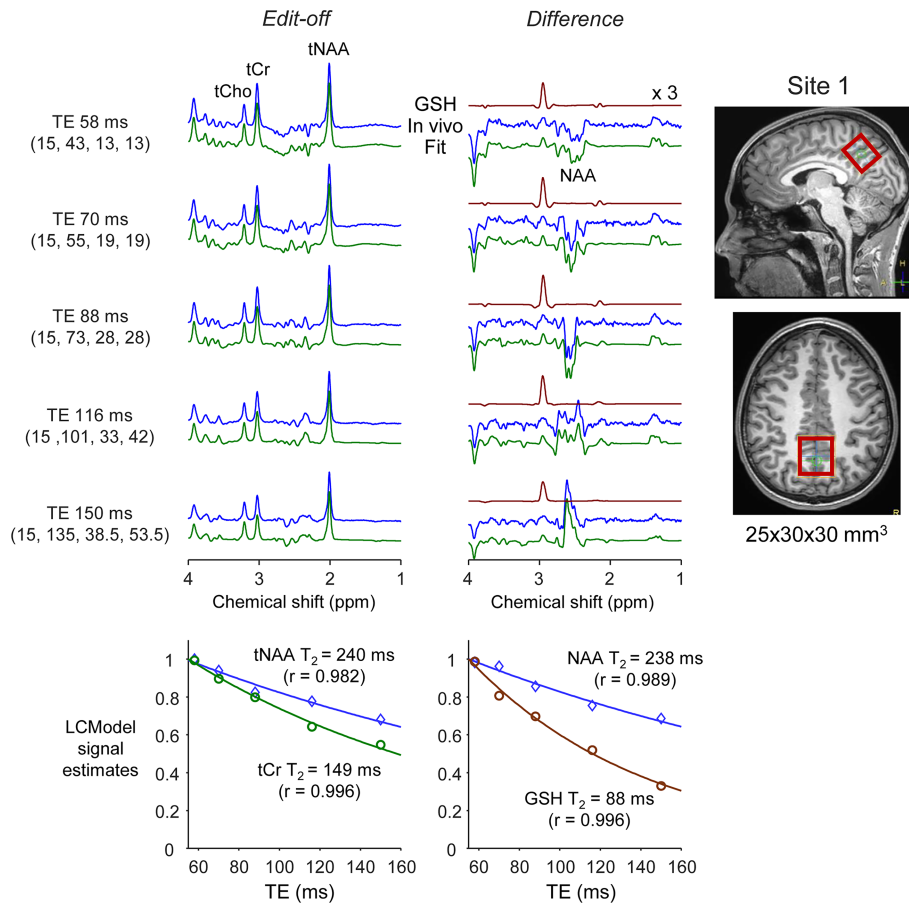 Edit-off
Difference
tNAA
tCr
tCho
GSH
In vivo
Fit
x 3
NAA
Site 1
TE 58 ms
(15, 43, 13, 13)
TE 70 ms
(15, 55, 19, 19)
TE 88 ms
(15, 73, 28, 28)
TE 116 ms
(15 ,101, 33, 42)
TE 150 ms
(15, 135, 38.5, 53.5)
H
A
L
R
25x30x30 mm³
4 3 2 1
Chemical shift (ppm)
4 3 2 1
Chemical shift (ppm)
LCModel
signal
estimates
1
0.8
0.6
0.4
0.2
0
tNAA T₂ = 240 ms
(r = 0.982)
tCr T₂ = 149 ms
(r = 0.996)
60 80 100 120 140 160
TE (ms)
1
0.8
0.6
0.4
0.2
0
NAA T₂ = 238 ms
(r = 0.989)
GSH T₂ = 88 ms
(r = 0.996)
60 80 100 120 140 160
TE (ms)